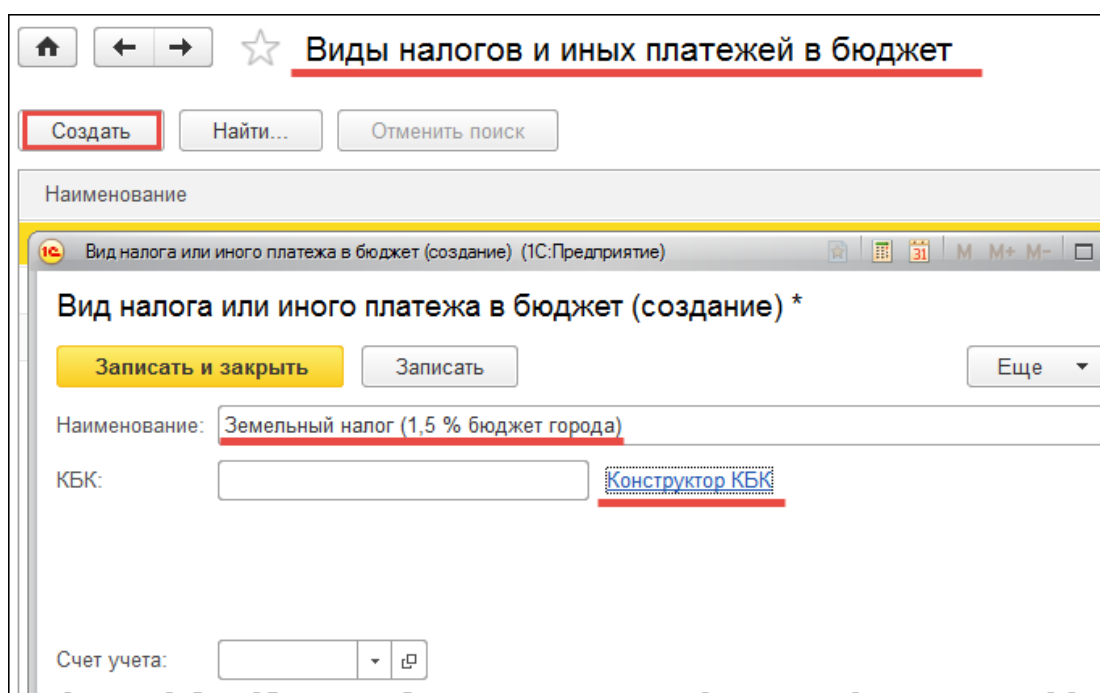 Виды налогов и иных платежей в бюджет
Создать Найти... Отменить поиск
Наименование
1С Вид налога или иного платежа в бюджет (создание) (1С:Предприятие) 31 M M+ M-
Вид налога или иного платежа в бюджет (создание) *
Записать и закрыть Записать Еще
Наименование: Земельный налог (1,5 % бюджет города)
КБК: Конструктор КБК
Счет учета: